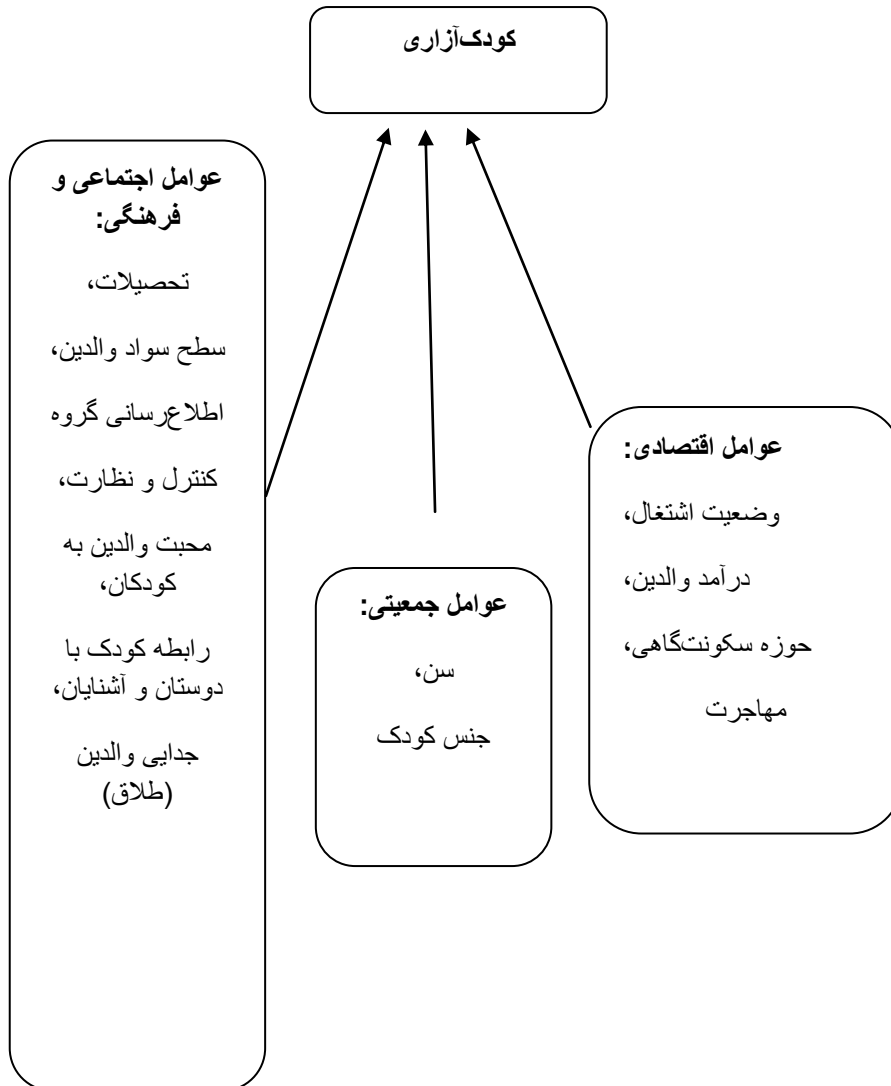 کودک‌آزاری
عوامل اجتماعی و
فرهنگی:
تحصیلات،
سطح سواد والدین،
اطلاع‌رسانی گروه
کنترل و نظارت،
محبت والدین به
کودکان،
رابطه کودک با
دوستان و آشنایان،
جدایی والدین
(طلاق)
عوامل جمعیتی:
سن،
جنس کودک
عوامل اقتصادی:
وضعیت اشتغال،
درآمد والدین،
حوزه سکونت‌گاهی،
مهاجرت